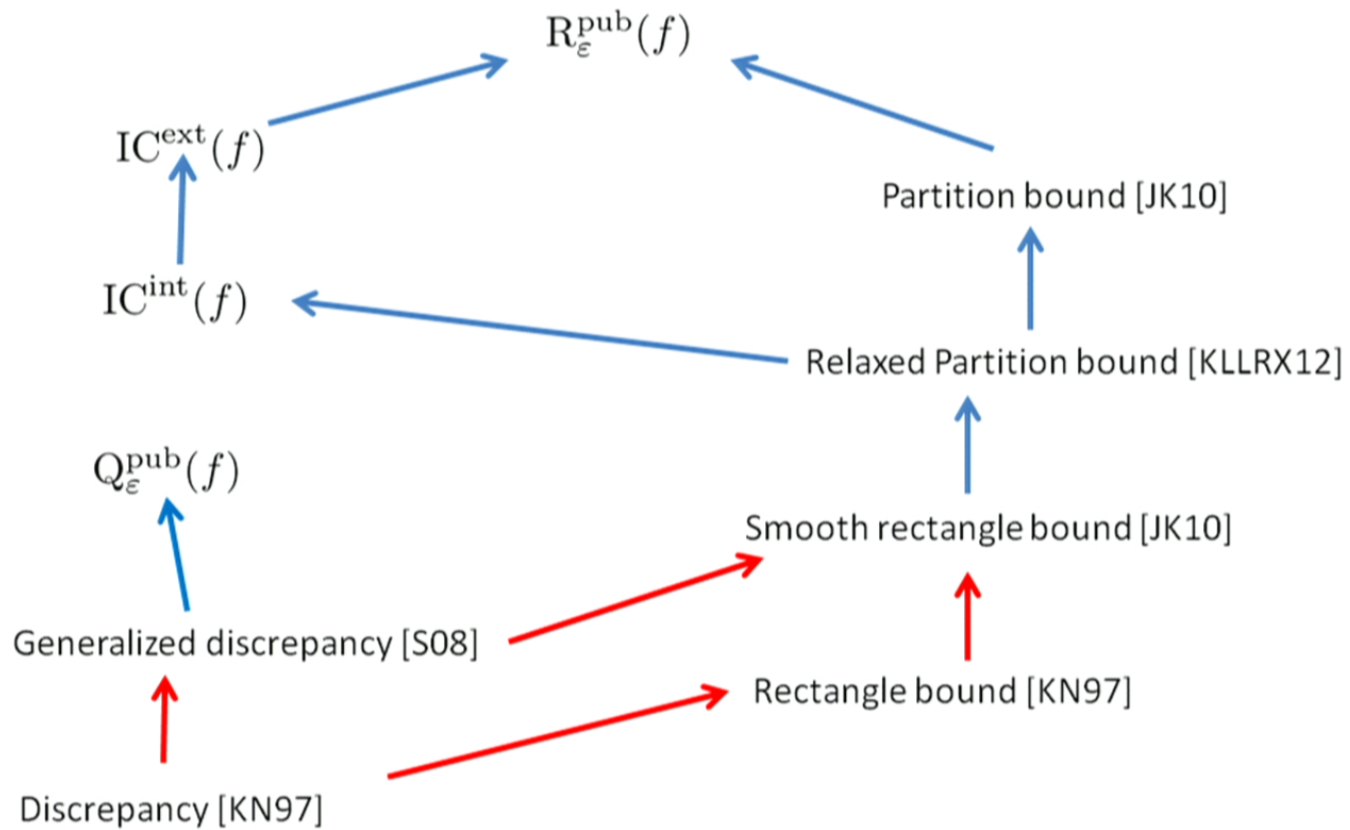 R^pub_ε(f)
IC^ext(f)
Partition bound [JK10]
IC^int(f)
Relaxed Partition bound [KLLRX12]
Q^pub_ε(f)
Smooth rectangle bound [JK10]
Generalized discrepancy [S08]
Rectangle bound [KN97]
Discrepancy [KN97]